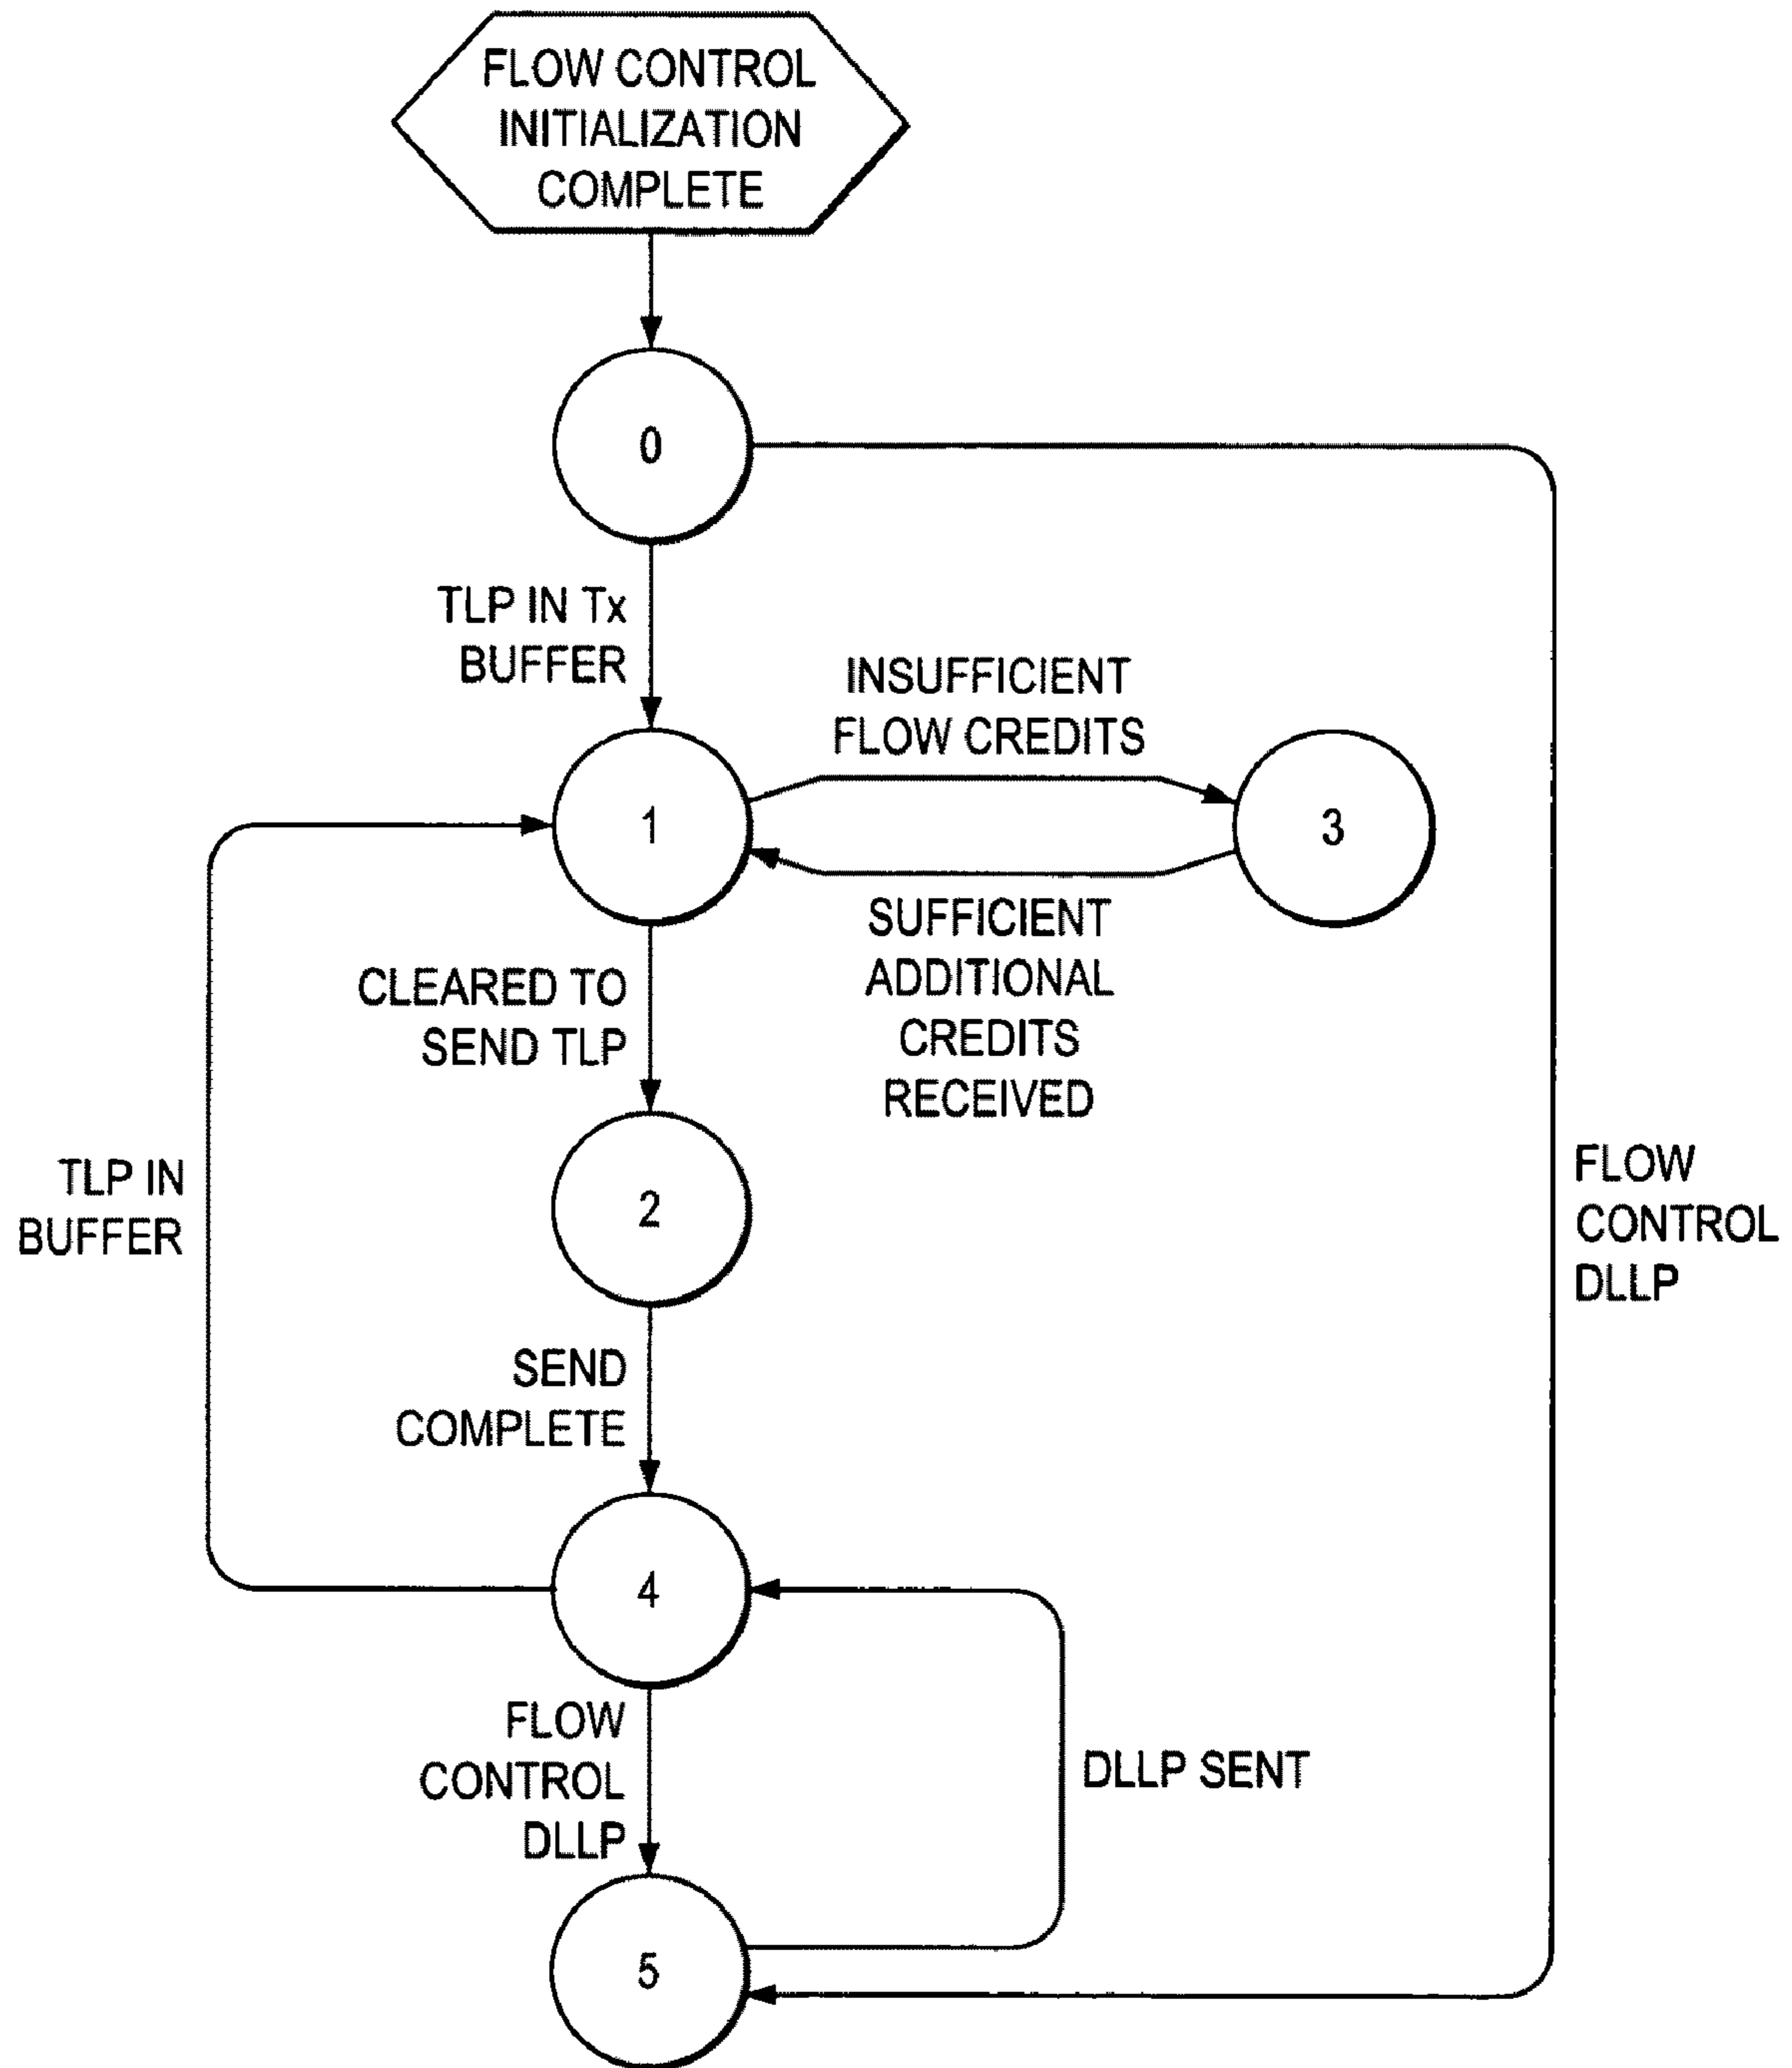 FLOW CONTROL
INITIALIZATION
COMPLETE
0
TLP IN Tx
BUFFER
INSUFFICIENT
FLOW CREDITS
1
3
SUFFICIENT
ADDITIONAL
CREDITS
RECEIVED
CLEARED TO
SEND TLP
TLP IN
BUFFER
2
FLOW
CONTROL
DLLP
SEND
COMPLETE
4
FLOW
CONTROL
DLLP
DLLP SENT
5